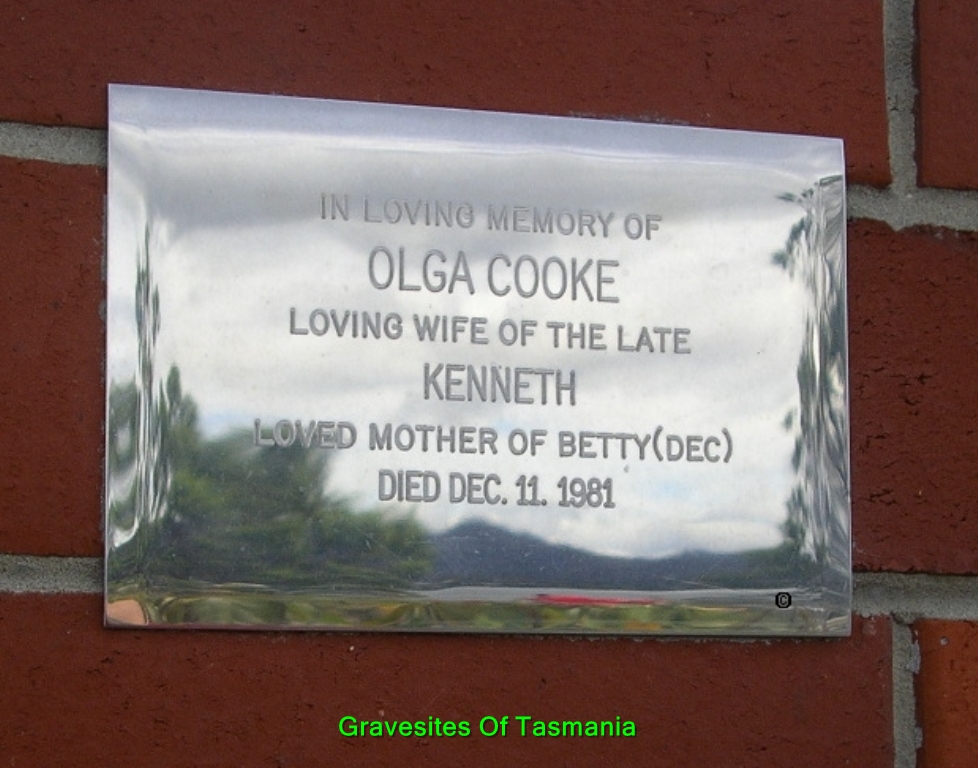 IN LOVING MEMORY OF
OLGA COOKE
LOVING WIFE OF THE LATE
KENNETH
LOVED MOTHER OF BETTY(DEC)
DIED DEC. 11. 1981
©
Gravesites Of Tasmania